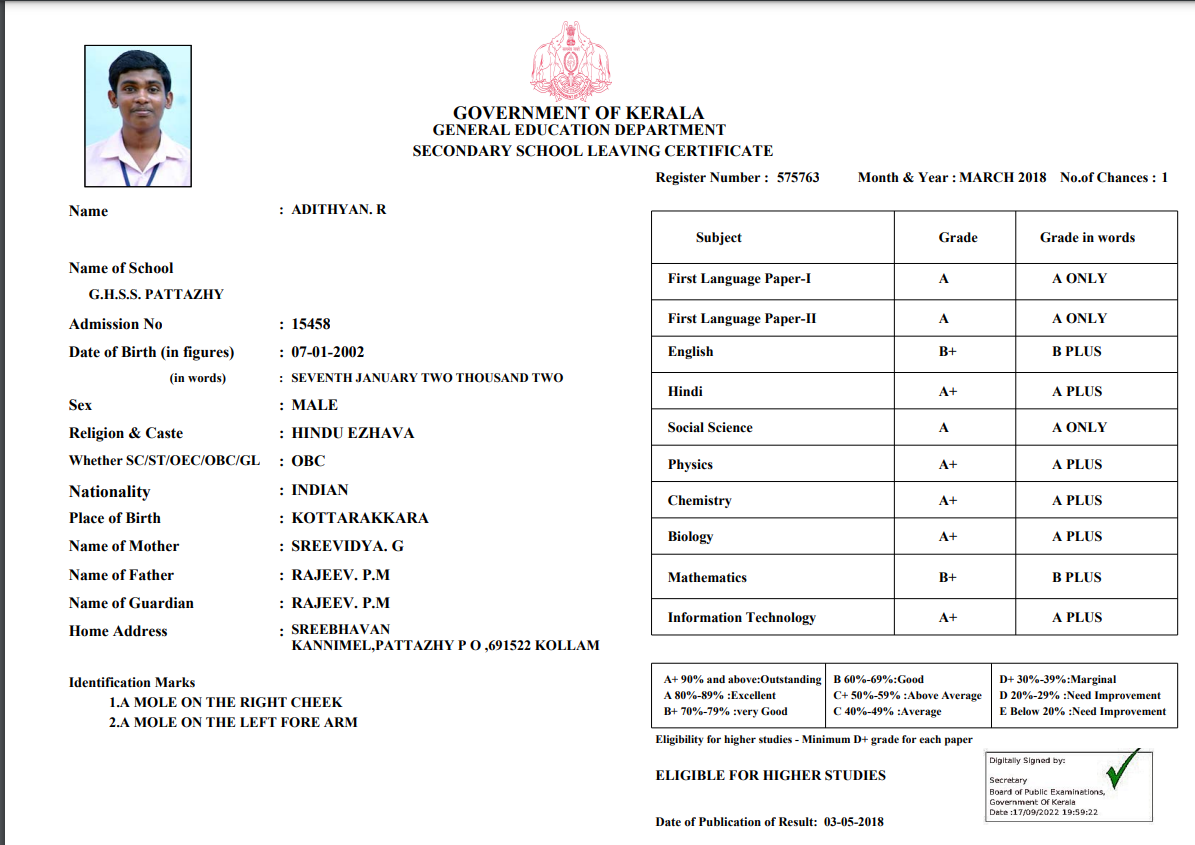 GOVERNMENT OF KERALA
GENERAL EDUCATION DEPARTMENT
SECONDARY SCHOOL LEAVING CERTIFICATE
Register Number : 575763 Month & Year : MARCH 2018 No.of Chances : 1
Name : ADITHYAN. R
Name of School
G.H.S.S. PATTAZHY
Admission No : 15458
Date of Birth (in figures) : 07-01-2002
(in words) : SEVENTH JANUARY TWO THOUSAND TWO
Sex : MALE
Religion & Caste : HINDU EZHAVA
Whether SC/ST/OEC/OBC/GL : OBC
Nationality : INDIAN
Place of Birth : KOTTARAKKARA
Name of Mother : SREEVIDYA. G
Name of Father : RAJEEV. P.M
Name of Guardian : RAJEEV. P.M
Home Address : SREEBHAVAN
KANNIMEL,PATTAZHY P O ,691522 KOLLAM
Identification Marks
1.A MOLE ON THE RIGHT CHEEK
2.A MOLE ON THE LEFT FORE ARM
Subject Grade Grade in words
First Language Paper-I A A ONLY
First Language Paper-II A A ONLY
English B+ B PLUS
Hindi A+ A PLUS
Social Science A A ONLY
Physics A+ A PLUS
Chemistry A+ A PLUS
Biology A+ A PLUS
Mathematics B+ B PLUS
Information Technology A+ A PLUS
A+ 90% and above:Outstanding B 60%-69%:Good D+ 30%-39%:Marginal
A 80%-89% :Excellent C+ 50%-59% :Above Average D 20%-29% :Need Improvement
B+ 70%-79% :very Good C 40%-49% :Average E Below 20% :Need Improvement
Eligibility for higher studies - Minimum D+ grade for each paper
ELIGIBLE FOR HIGHER STUDIES
Date of Publication of Result: 03-05-2018
Digitally Signed by:
Secretary
Board of Public Examinations,
Government Of Kerala
Date :17/09/2022 19:59:22